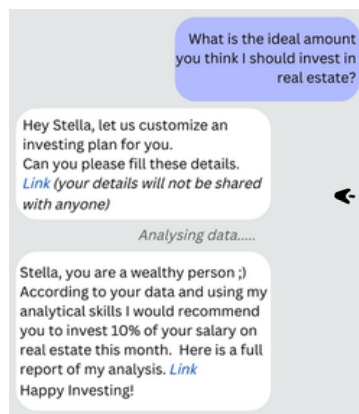 What is the ideal amount
you think I should invest in
real estate?
Hey Stella, let us customize an
investing plan for you.
Can you please fill these details.
Link (your details will not be shared
with anyone)
Analysing data.....
Stella, you are a wealthy person ;)
According to your data and using my
analytical skills I would recommend
you to invest 10% of your salary on
real estate this month.  Here is a full
report of my analysis. Link
Happy Investing!